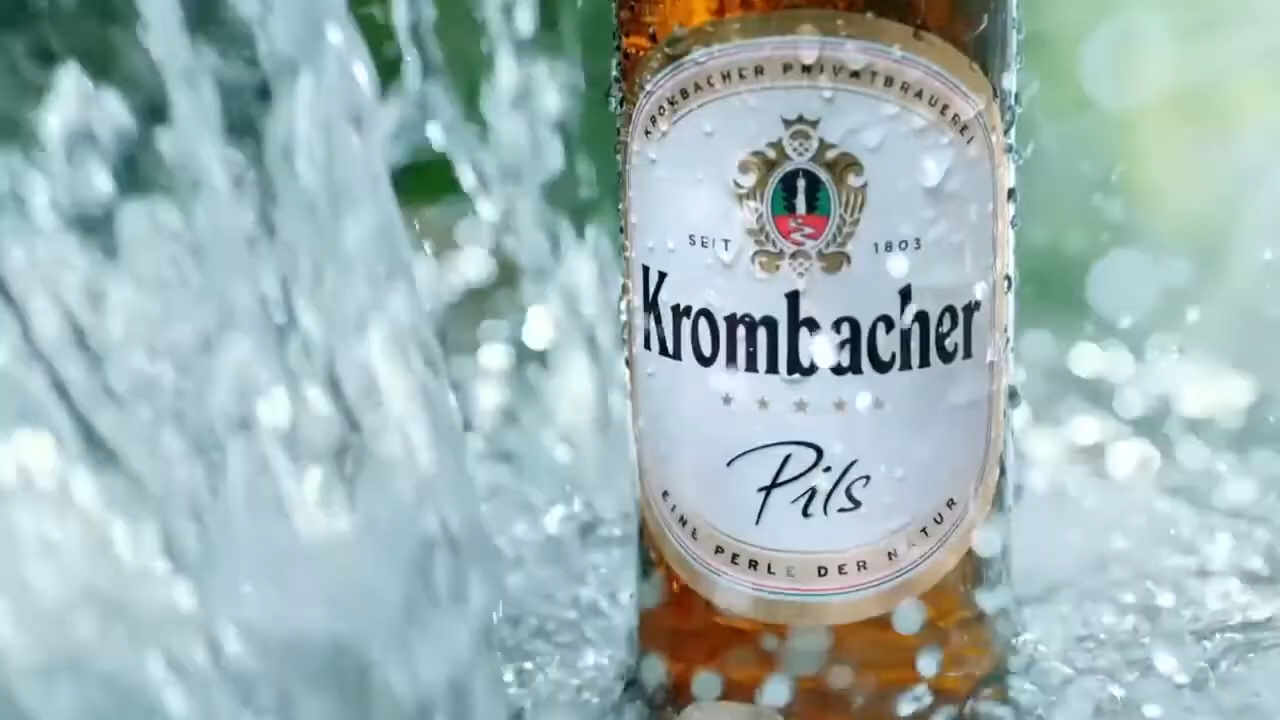 KROMBACHER PRIVATBRAUEREI
SEIT 1803
Krombacher
Pils
EINE PERLE DER NATUR